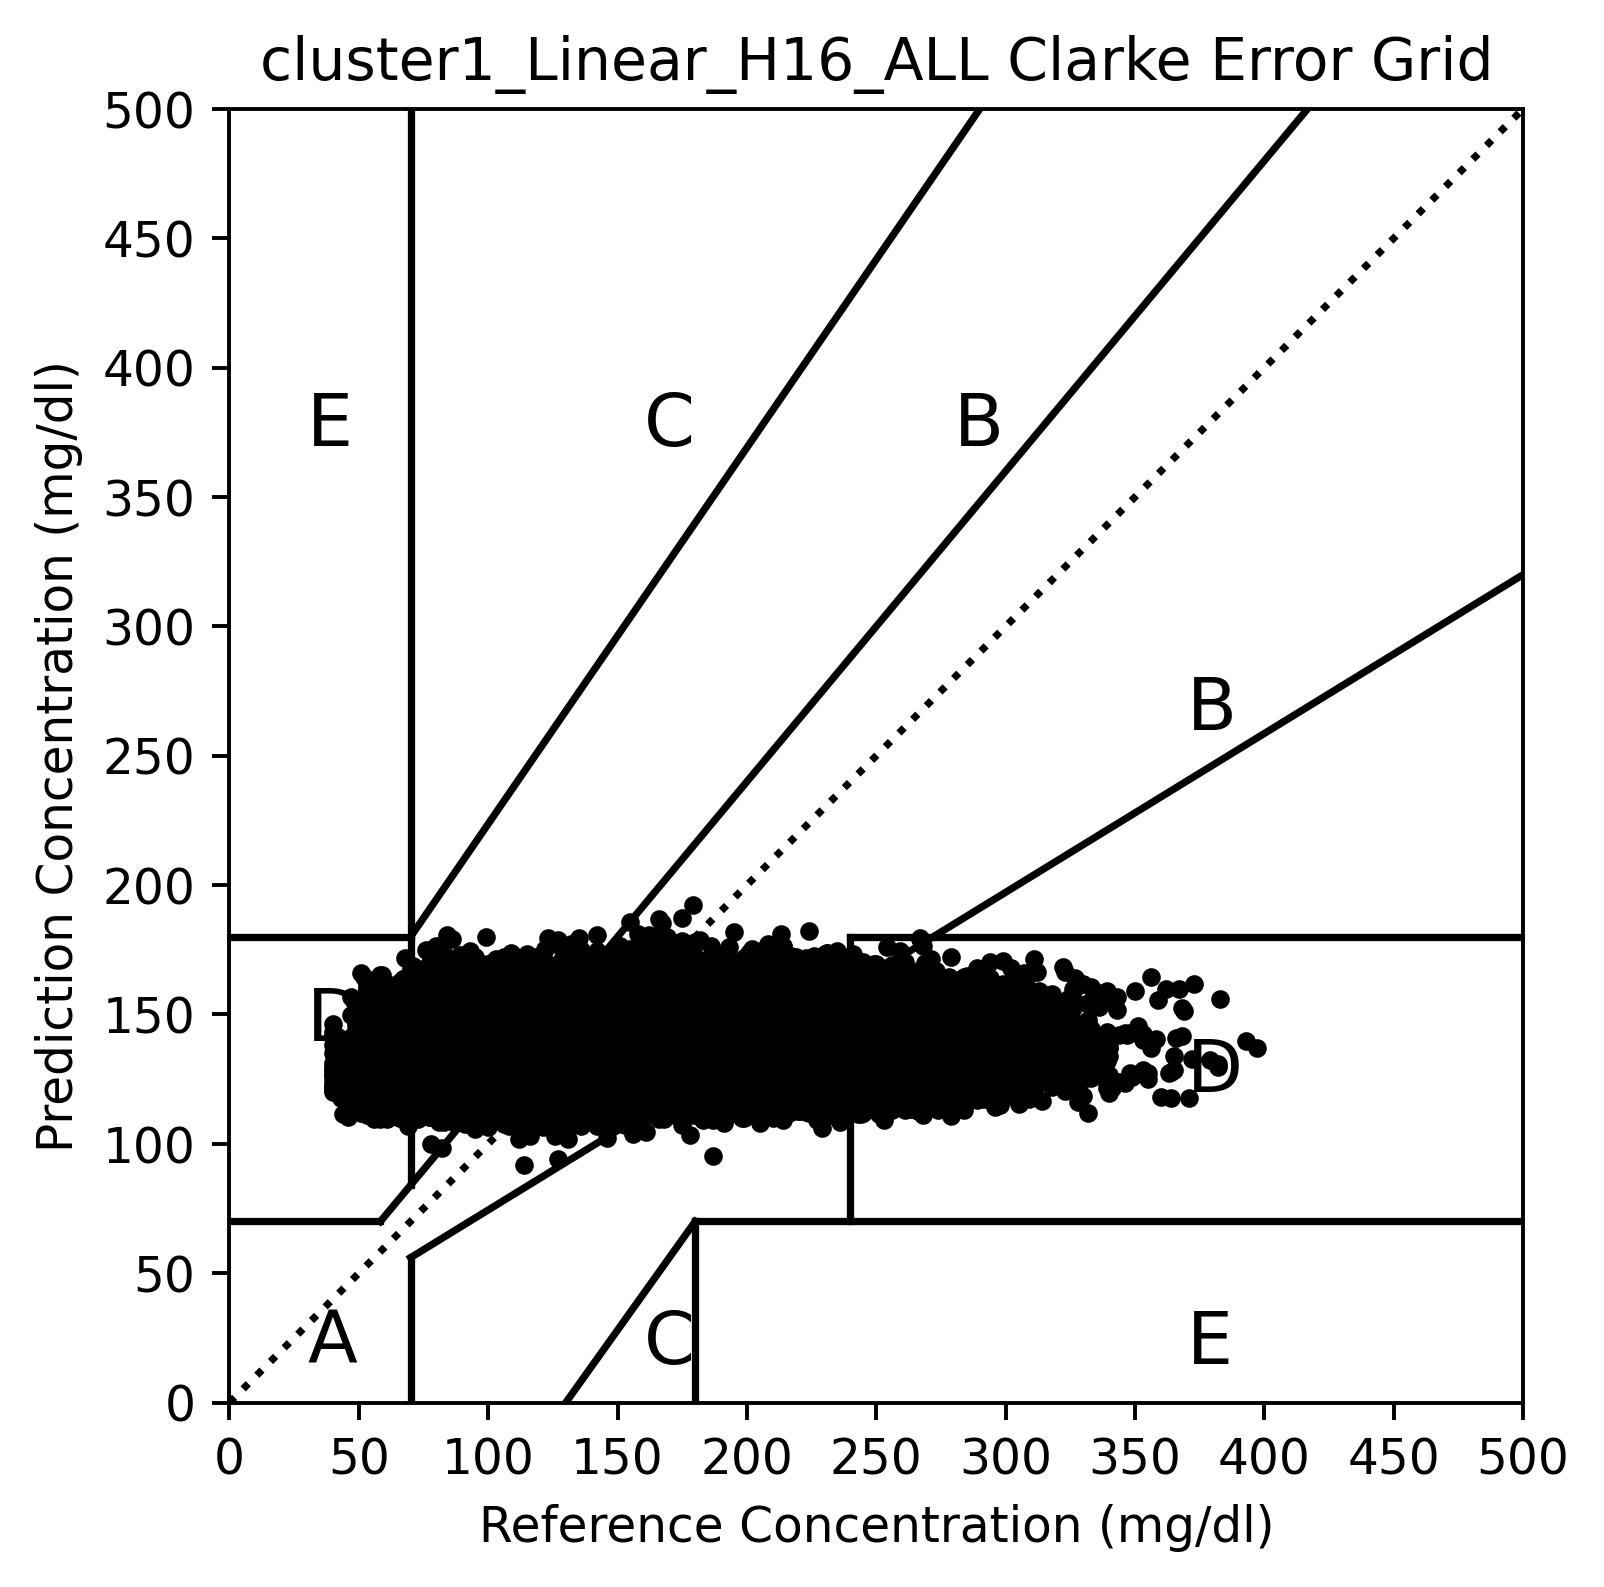 cluster1_Linear_H16_ALL Clarke Error Grid
Prediction Concentration (mg/dl)
500
450
400
350
300
250
200
150
100
50
0
E
C
B
B
D
D
A
C
E
0 50 100 150 200 250 300 350 400 450 500
Reference Concentration (mg/dl)